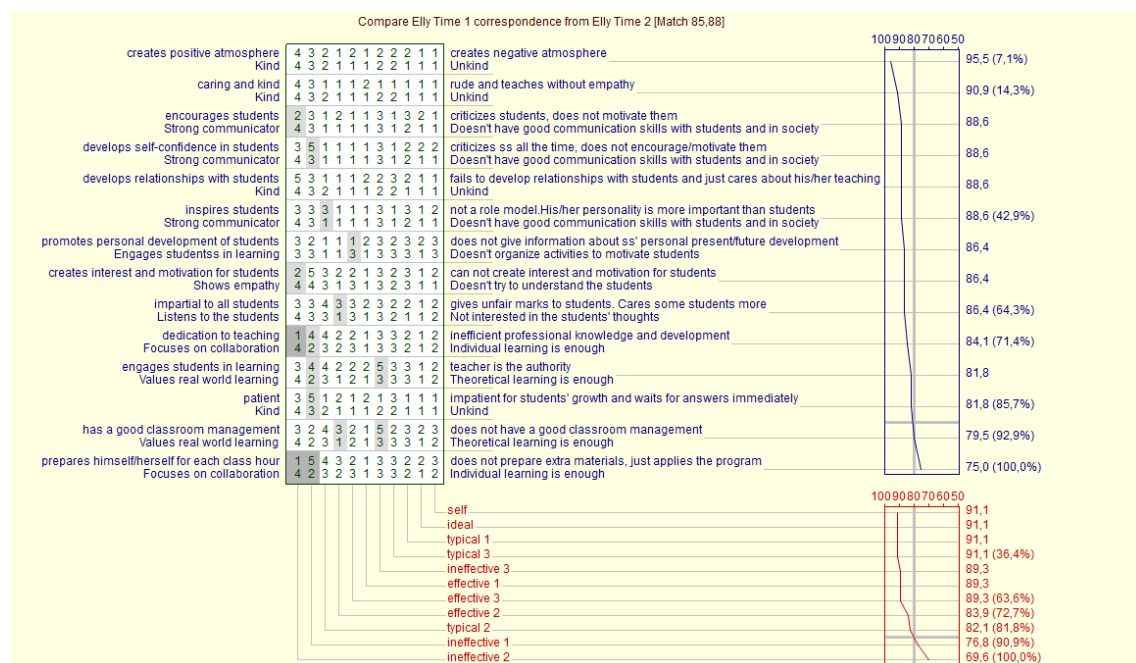 Compare Elly Time 1 correspondence from Elly Time 2 [Match 85,88]
1009080706050
creates positive atmosphere 4 3 2 1 2 1 2 2 2 1 1 creates negative atmosphere 95,5 (7,1%)
Kind 4 3 2 1 1 1 2 2 1 1 1 Unkind
caring and kind 4 3 1 1 1 2 1 1 1 1 1 rude and teaches without empathy 90,9 (14,3%)
Kind 4 3 2 1 1 1 2 2 1 1 1 Unkind
encourages students 2 3 1 2 1 1 3 1 3 2 1 criticizes students, does not motivate them 88,6
Strong communicator 4 3 1 1 1 1 3 1 2 1 1 Doesn't have good communication skills with students and in society
develops self-confidence in students 3 5 1 1 1 1 3 1 2 2 2 criticizes ss all the time, does not encourage/motivate them 88,6
Strong communicator 4 3 1 1 1 1 3 1 2 1 1 Doesn't have good communication skills with students and in society
develops relationships with students 5 3 1 1 1 2 2 3 2 1 1 fails to develop relationships with students and just cares about his/her teaching 88,6
Kind 4 3 2 1 1 1 2 2 1 1 1 Unkind
inspires students 3 3 3 1 1 1 3 1 3 1 2 not a role model.His/her personality is more important than students 88,6 (42,9%)
Strong communicator 4 3 1 1 1 1 3 1 2 1 1 Doesn't have good communication skills with students and in society
promotes personal development of students 3 2 1 1 1 2 3 2 3 2 3 does not give information about ss' personal present/future development 86,4
Engages studentss in learning 3 3 1 1 3 1 3 3 3 1 3 Doesn't organize activities to motivate students
creates interest and motivation for students 2 5 3 2 2 1 3 2 3 1 2 can not create interest and motivation for students 86,4
Shows empathy 4 4 3 1 3 1 3 1 3 1 2 Doesn't try to understand the students
impartial to all students 3 3 4 3 3 2 3 2 2 1 2 gives unfair marks to students. Cares some students more 86,4 (64,3%)
Listens to the students 4 3 3 1 3 1 3 2 1 1 2 Not interested in the students' thoughts
dedication to teaching 1 4 4 2 2 1 3 3 2 1 2 inefficient professional knowledge and development 84,1 (71,4%)
Focuses on collaboration 4 2 3 2 3 1 3 3 2 1 2 Individual learning is enough
engages students in learning 3 4 4 2 2 2 5 3 3 1 2 teacher is the authority 81,8
Values real world learning 4 2 3 1 2 1 3 3 3 1 2 Theoretical learning is enough
patient 3 5 1 2 1 2 1 3 1 1 1 impatient for students' growth and waits for answers immediately 81,8 (85,7%)
Kind 4 3 2 1 1 1 2 2 1 1 1 Unkind
has a good classroom management 3 2 4 3 2 1 5 2 3 2 3 does not have a good classroom management 79,5 (92,9%)
Values real world learning 4 2 3 1 2 1 3 3 3 1 2 Theoretical learning is enough
prepares himself/herself for each class hour 1 5 4 3 2 1 3 3 2 2 3 does not prepare extra materials, just applies the program 75,0 (100,0%)
Focuses on collaboration 4 2 3 2 3 1 3 3 2 1 2 Individual learning is enough
1009080706050
self 91,1
ideal 91,1
typical 1 91,1
typical 3 91,1 (36,4%)
ineffective 3 89,3
effective 1 89,3
effective 3 89,3 (63,6%)
effective 2 83,9 (72,7%)
typical 2 82,1 (81,8%)
ineffective 1 76,8 (90,9%)
ineffective 2 69,6 (100,0%)